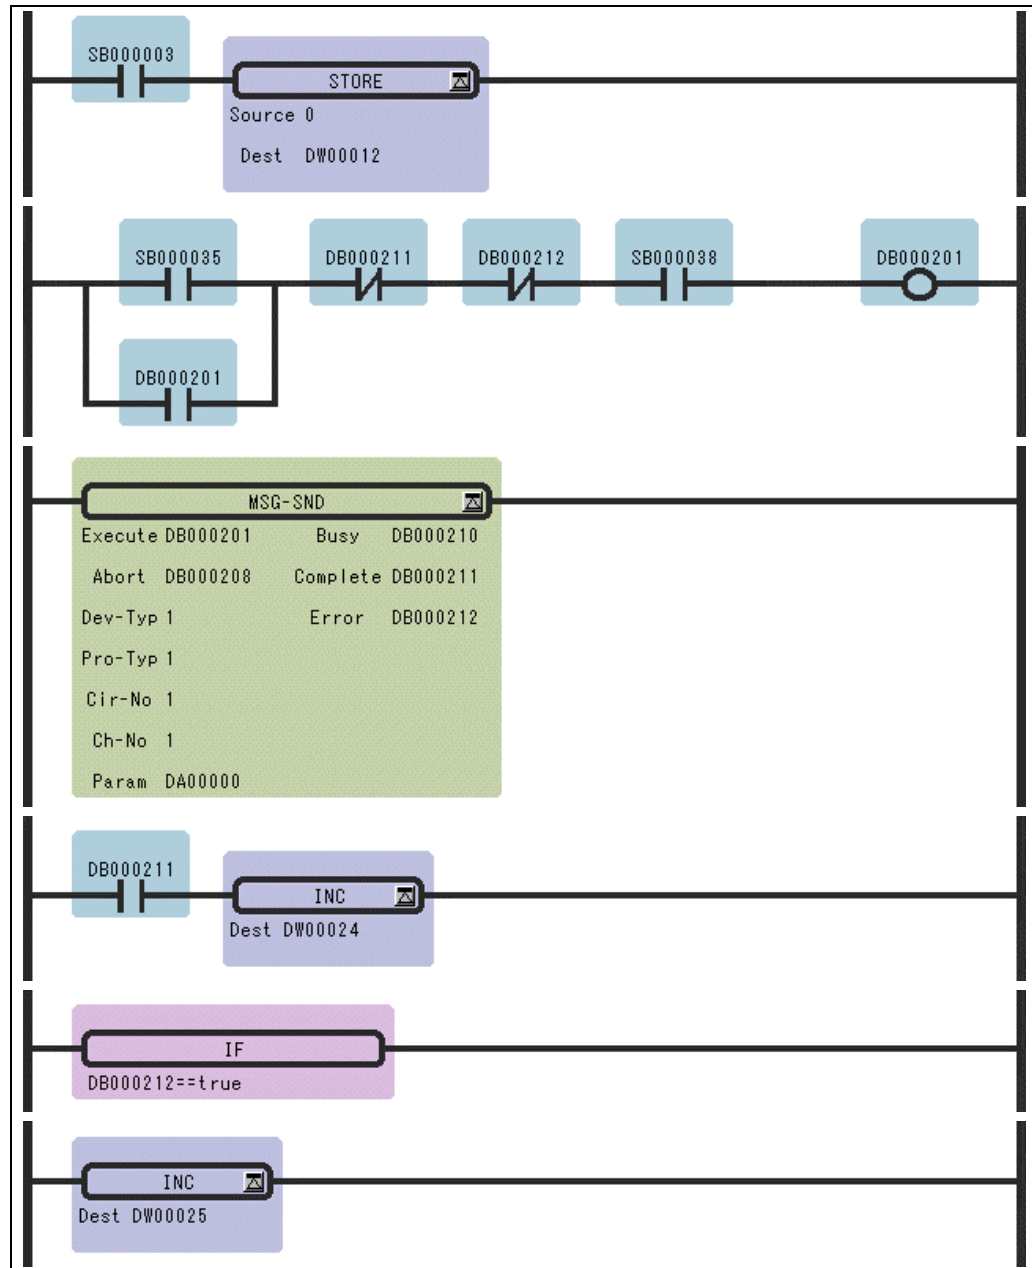 SB000003
STORE
Source 0
Dest DW00012
SB000035 DB000211 DB000212 SB000038 DB000201
DB000201
MSG-SND
Execute DB000201 Busy DB000210
Abort DB000208 Complete DB000211
Dev-Typ 1 Error DB000212
Pro-Typ 1
Cir-No 1
Ch-No 1
Param DA00000
DB000211
INC
Dest DW00024
IF
DB000212==true
INC
Dest DW00025